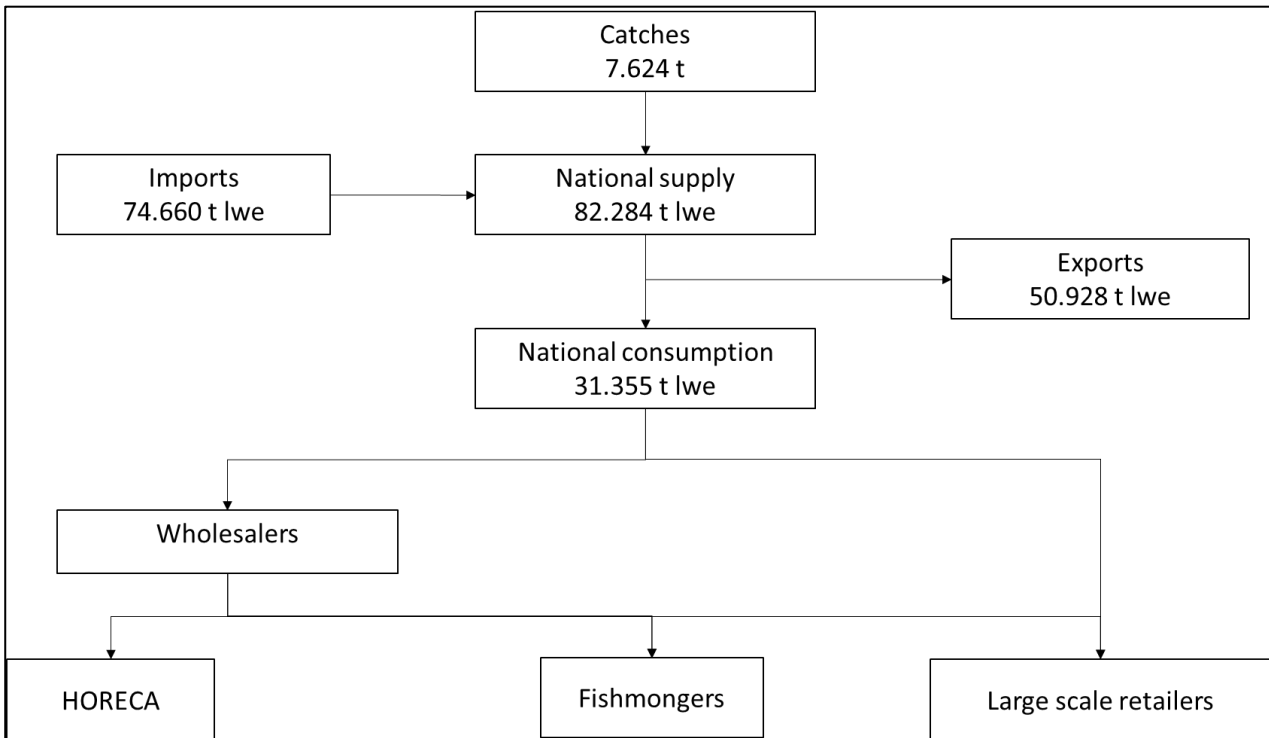 Catches
7.624 t
Imports
74.660 t lwe
National supply
82.284 t lwe
Exports
50.928 t lwe
National consumption
31.355 t lwe
Wholesalers
HORECA
Fishmongers
Large scale retailers